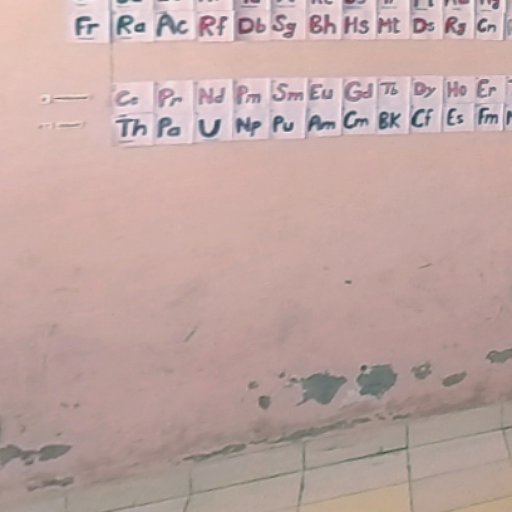 Fr Ra Ac Rf Db Sg Bh Hs Mt Ds Rg Cn
Ce Pr Nd Pm Sm Eu Gd Tb Dy Ho Er
Th Pa U Np Pu Am Cm BK Cf Es Fm